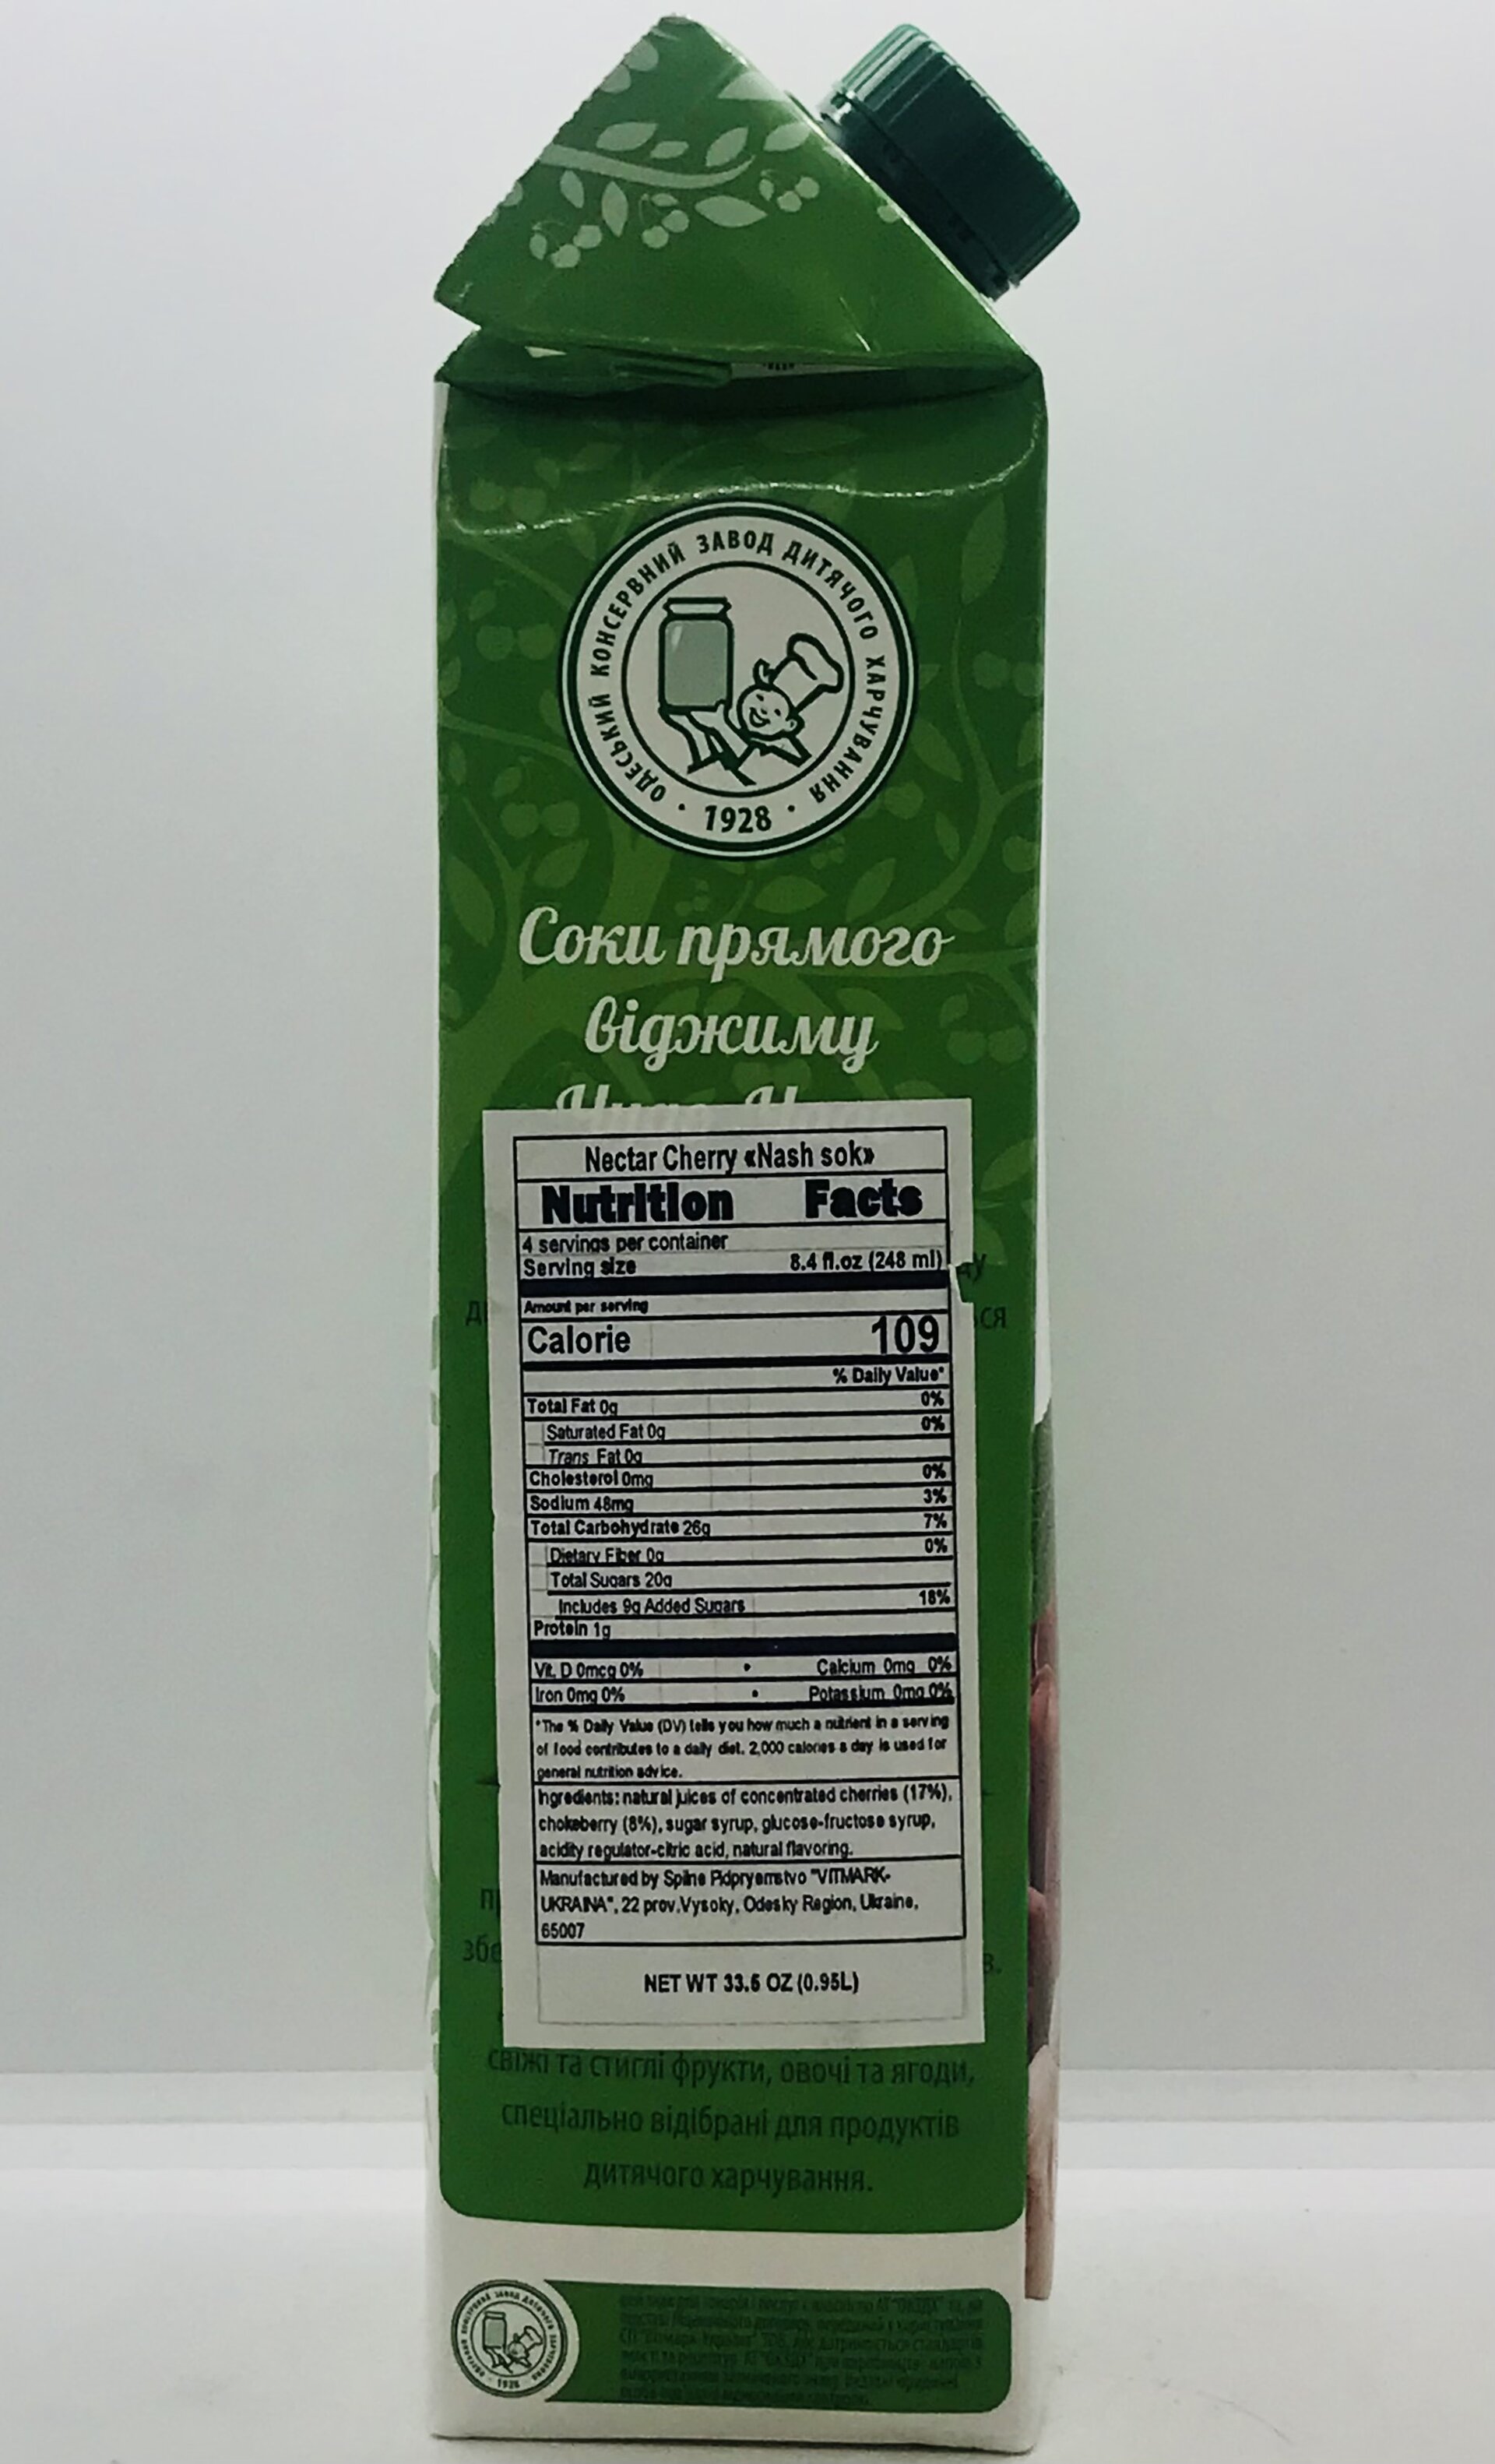 ОДЕСЬКИЙ КОНСЕРВНИЙ ЗАВОД ДИТЯЧОГО ХАРЧУВАННЯ
• 1928 •
Соки прямого
віджиму
Nectar Cherry «Nash sok»
Nutrition Facts
4 servings per container
Serving size 8.4 fl.oz (248 ml)
Amount per serving
Calorie 109
% Daily Value*
Total Fat 0g 0%
Saturated Fat 0g 0%
Trans Fat 0g
Cholesterol 0mg 0%
Sodium 48mg 3%
Total Carbohydrate 26g 7%
Dietary Fiber 0g 0%
Total Sugars 20g
Includes 9g Added Sugars 18%
Protein 1g
Vit. D 0mcg 0% • Calcium 0mg 0%
Iron 0mg 0% • Potassium 0mg 0%
*The % Daily Value (DV) tells you how much a nutrient in a serving
of food contributes to a daily diet. 2,000 calories a day is used for
general nutrition advice.
Ingredients: natural juices of concentrated cherries (17%),
chokeberry (8%), sugar syrup, glucose-fructose syrup,
acidity regulator-citric acid, natural flavoring.
Manufactured by Spilne Pidpryemstvo "VITMARK-
UKRAINA", 22 prov.Vysoky, Odesky Region, Ukraine,
65007
NET WT 33.5 OZ (0.95L)
свіжі та стиглі фрукти, овочі та ягоди,
спеціально відібрані для продуктів
дитячого харчування.
1928